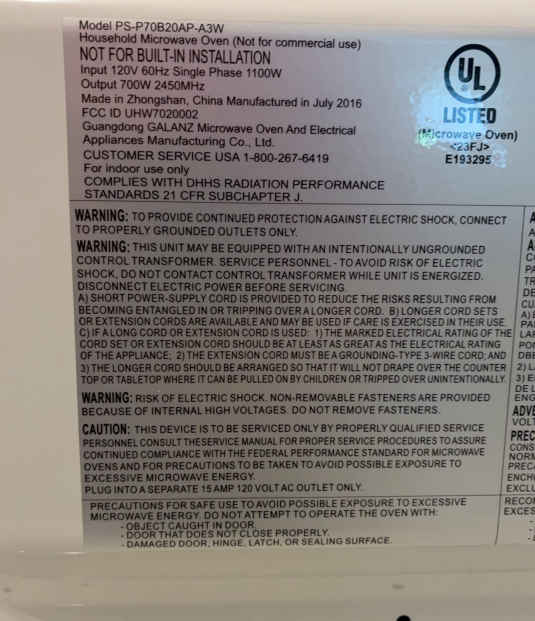 Model PS-P70B20AP-A3W
Household Microwave Oven (Not for commercial use)
NOT FOR BUILT-IN INSTALLATION
Input 120V 60Hz Single Phase 1100W
Output 700W 2450MHz
Made in Zhongshan, China Manufactured in July 2016
FCC ID UHW7020002
Guangdong GALANZ Microwave Oven And Electrical
Appliances Manufacturing Co., Ltd.
CUSTOMER SERVICE USA 1-800-267-6419
For indoor use only
COMPLIES WITH DHHS RADIATION PERFORMANCE
STANDARDS 21 CFR SUBCHAPTER J.
UL
LISTED
(Microwave Oven)
<23FJ>
E193295
WARNING: TO PROVIDE CONTINUED PROTECTION AGAINST ELECTRIC SHOCK, CONNECT
TO PROPERLY GROUNDED OUTLETS ONLY.
WARNING: THIS UNIT MAY BE EQUIPPED WITH AN INTENTIONALLY UNGROUNDED
CONTROL TRANSFORMER. SERVICE PERSONNEL - TO AVOID RISK OF ELECTRIC
SHOCK, DO NOT CONTACT CONTROL TRANSFORMER WHILE UNIT IS ENERGIZED.
DISCONNECT ELECTRIC POWER BEFORE SERVICING.
A) SHORT POWER-SUPPLY CORD IS PROVIDED TO REDUCE THE RISKS RESULTING FROM
BECOMING ENTANGLED IN OR TRIPPING OVER A LONGER CORD. B) LONGER CORD SETS
OR EXTENSION CORDS ARE AVAILABLE AND MAY BE USED IF CARE IS EXERCISED IN THEIR USE.
C) IF A LONG CORD OR EXTENSION CORD IS USED: 1) THE MARKED ELECTRICAL RATING OF THE
CORD SET OR EXTENSION CORD SHOULD BE AT LEAST AS GREAT AS THE ELECTRICAL RATING
OF THE APPLIANCE; 2) THE EXTENSION CORD MUST BE A GROUNDING-TYPE 3-WIRE CORD; AND
3) THE LONGER CORD SHOULD BE ARRANGED SO THAT IT WILL NOT DRAPE OVER THE COUNTER
TOP OR TABLETOP WHERE IT CAN BE PULLED ON BY CHILDREN OR TRIPPED OVER UNINTENTIONALLY.
WARNING: RISK OF ELECTRIC SHOCK. NON-REMOVABLE FASTENERS ARE PROVIDED
BECAUSE OF INTERNAL HIGH VOLTAGES. DO NOT REMOVE FASTENERS.
CAUTION: THIS DEVICE IS TO BE SERVICED ONLY BY PROPERLY QUALIFIED SERVICE
PERSONNEL CONSULT THE SERVICE MANUAL FOR PROPER SERVICE PROCEDURES TO ASSURE
CONTINUED COMPLIANCE WITH THE FEDERAL PERFORMANCE STANDARD FOR MICROWAVE
OVENS AND FOR PRECAUTIONS TO BE TAKEN TO AVOID POSSIBLE EXPOSURE TO
EXCESSIVE MICROWAVE ENERGY.
PLUG INTO A SEPARATE 15 AMP 120 VOLT AC OUTLET ONLY.
PRECAUTIONS FOR SAFE USE TO AVOID POSSIBLE EXPOSURE TO EXCESSIVE
MICROWAVE ENERGY. DO NOT ATTEMPT TO OPERATE THE OVEN WITH:
- OBJECT CAUGHT IN DOOR.
- DOOR THAT DOES NOT CLOSE PROPERLY.
- DAMAGED DOOR, HINGE, LATCH, OR SEALING SURFACE.